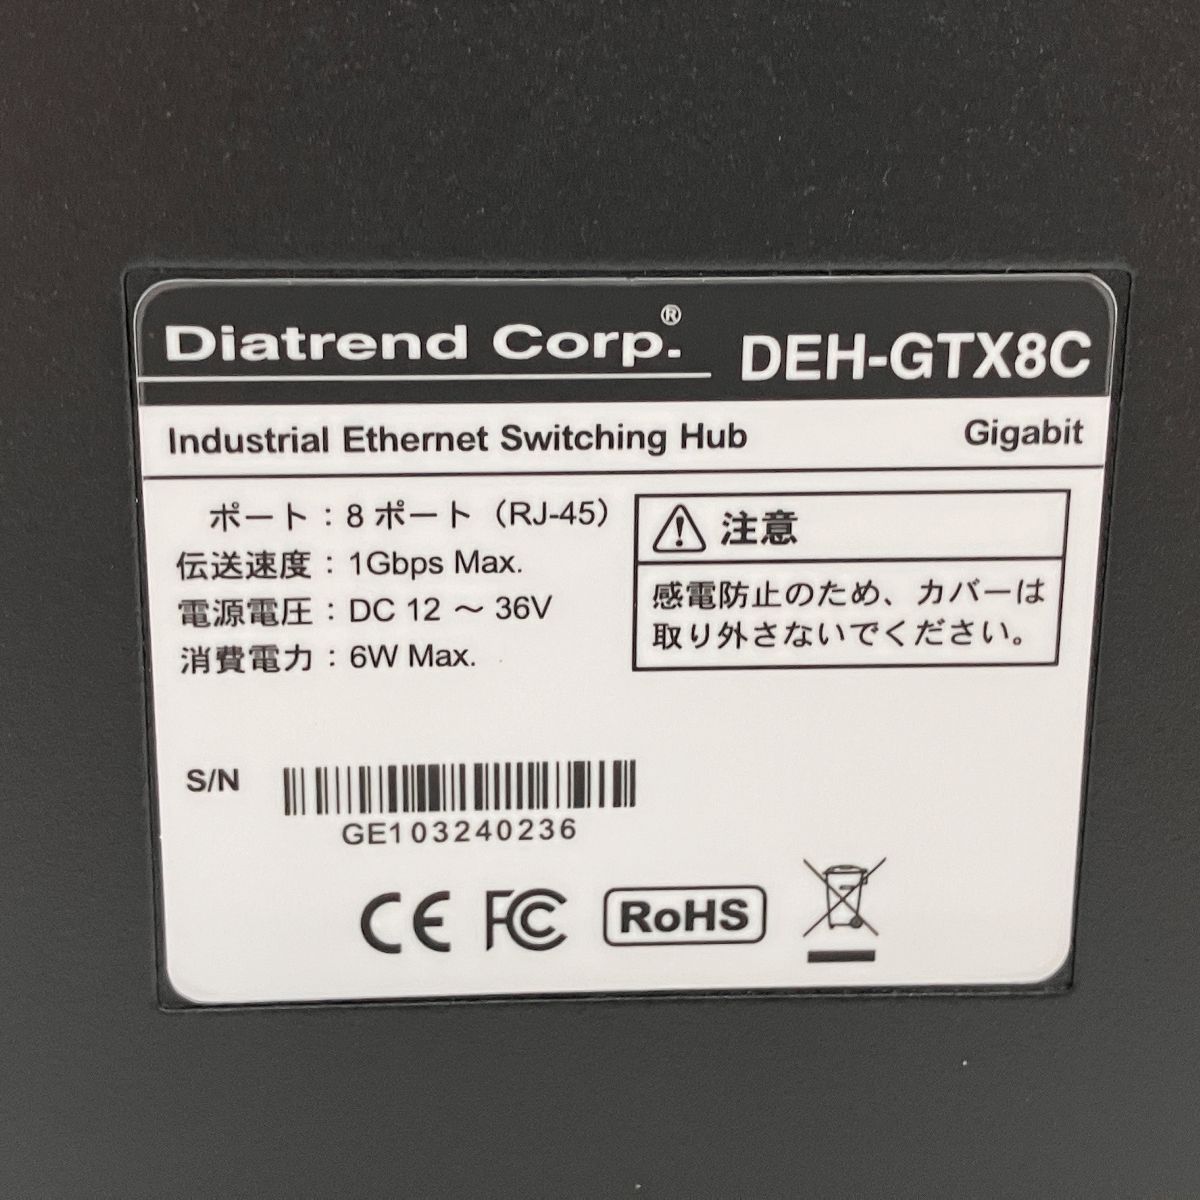 Diatrend Corp.® DEH-GTX8C
Industrial Ethernet Switching Hub Gigabit
ポート：8 ポート（RJ-45）
伝送速度：1Gbps Max.
電源電圧：DC 12 ～ 36V
消費電力：6W Max.
注意
感電防止のため、カバーは
取り外さないでください。
S/N
GE103240236
CE FC RoHS